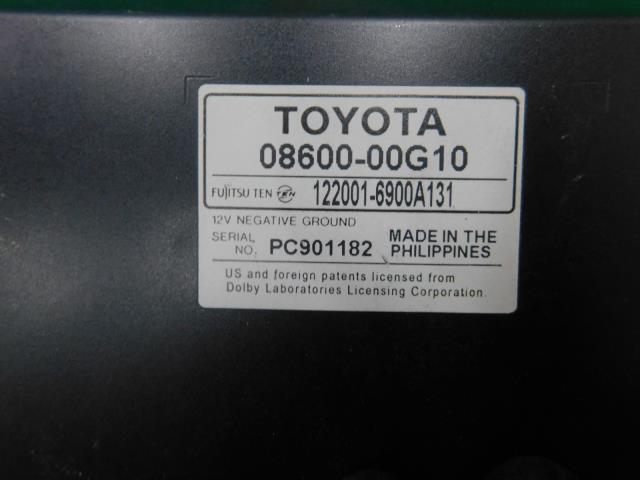 TOYOTA
08600-00G10
FUJITSU TEN TEN 122001-6900A131
12V NEGATIVE GROUND
SERIAL NO. PC901182 MADE IN THE PHILIPPINES
US and foreign patents licensed from
Dolby Laboratories Licensing Corporation.